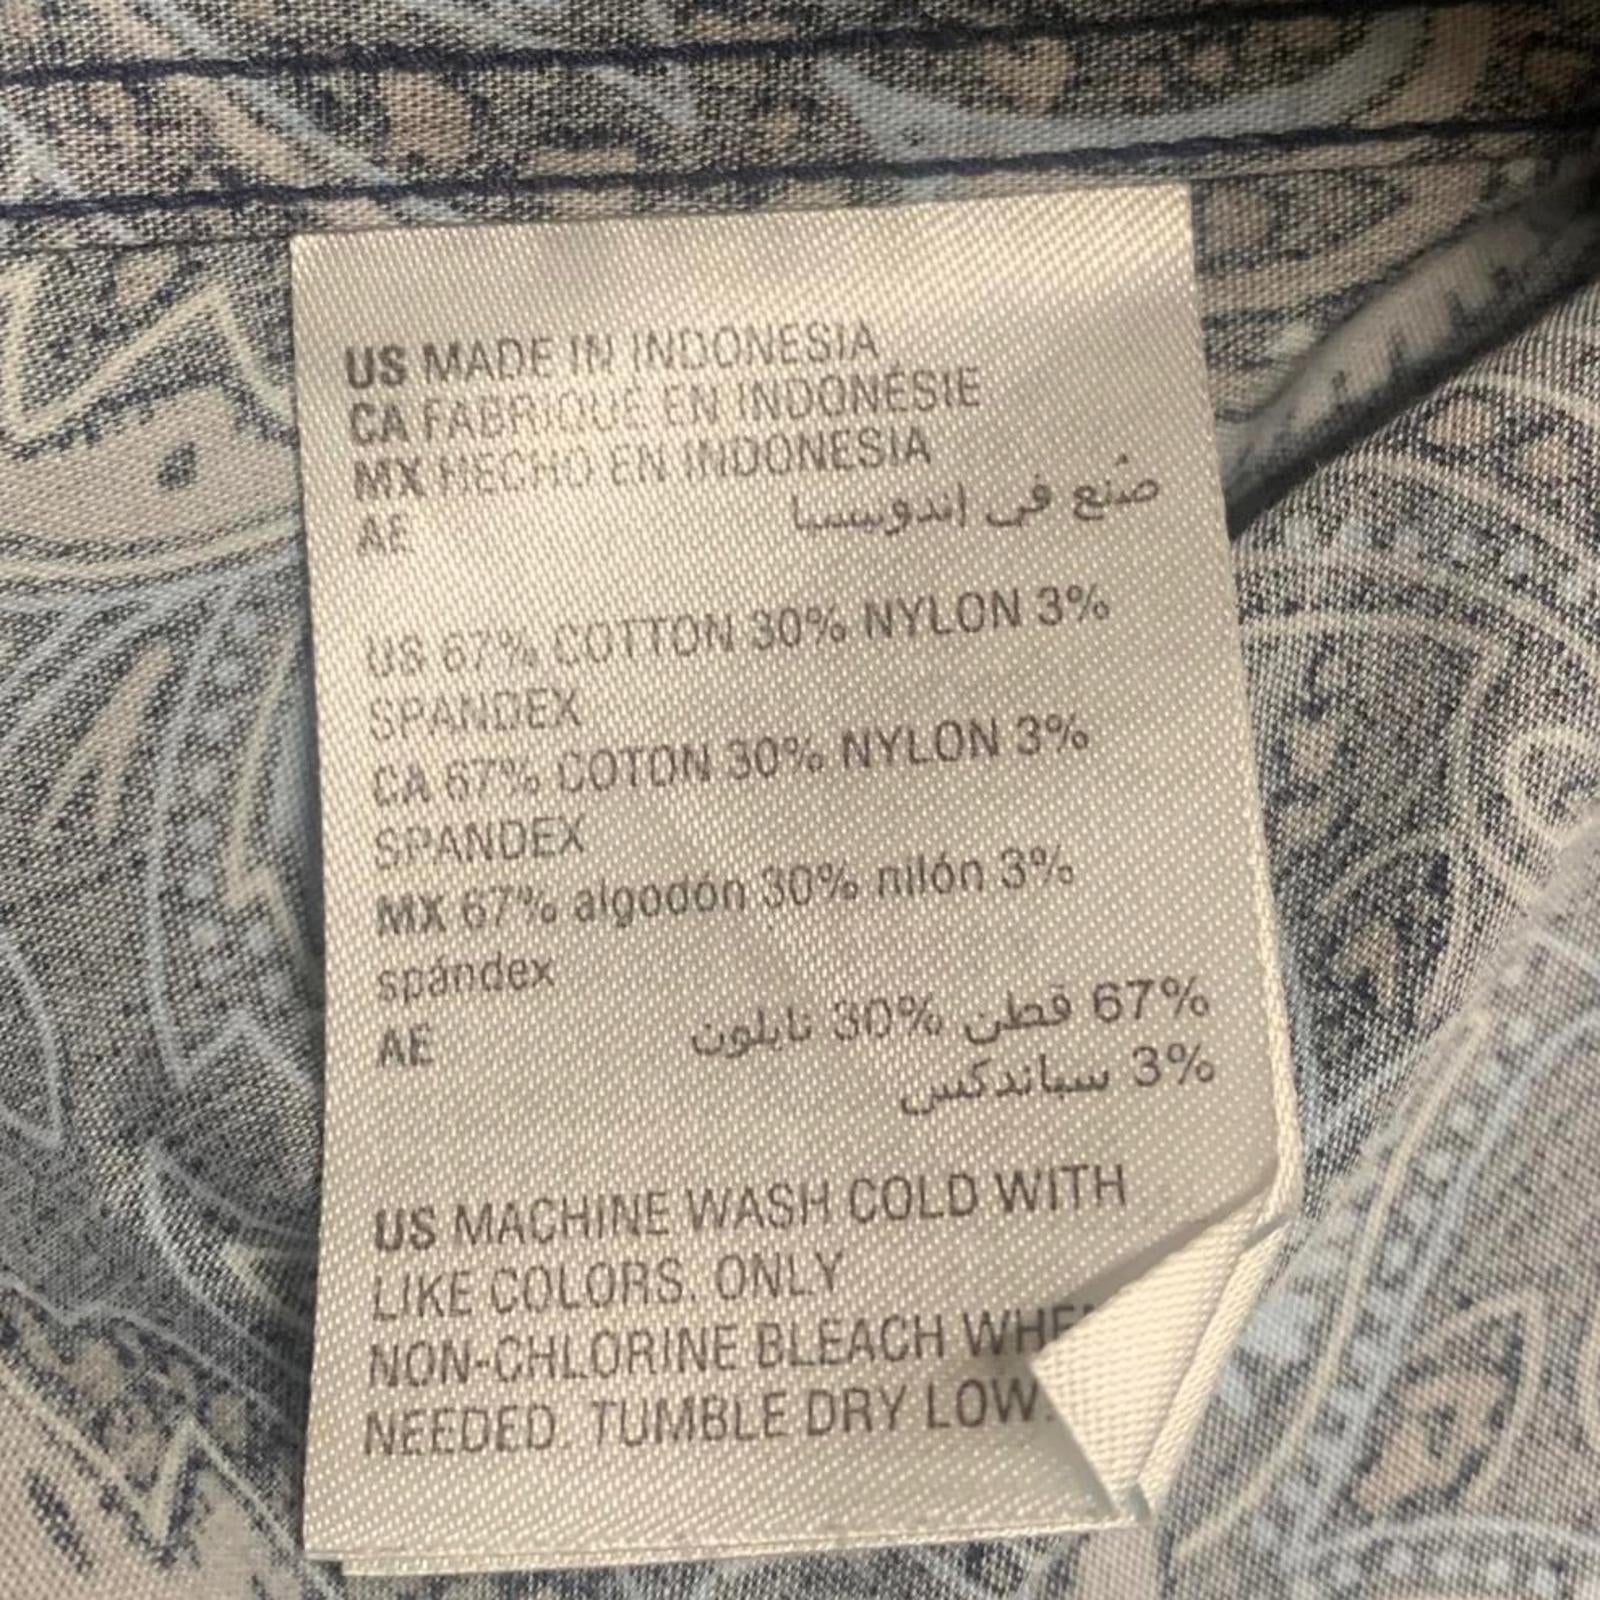 US MADE IN INDONESIA
CA FABRIQUÉ EN INDONÉSIE
MX HECHO EN INDONESIA
AE صُنع في إندونيسيا
US 67% COTTON 30% NYLON 3%
SPANDEX
CA 67% COTON 30% NYLON 3%
SPANDEX
MX 67% algodón 30% nilón 3%
spándex
AE 67% قطن 30% نايلون
3% سباندكس
US MACHINE WASH COLD WITH
LIKE COLORS. ONLY
NON-CHLORINE BLEACH
NEEDED. TUMBLE DRY LOW.